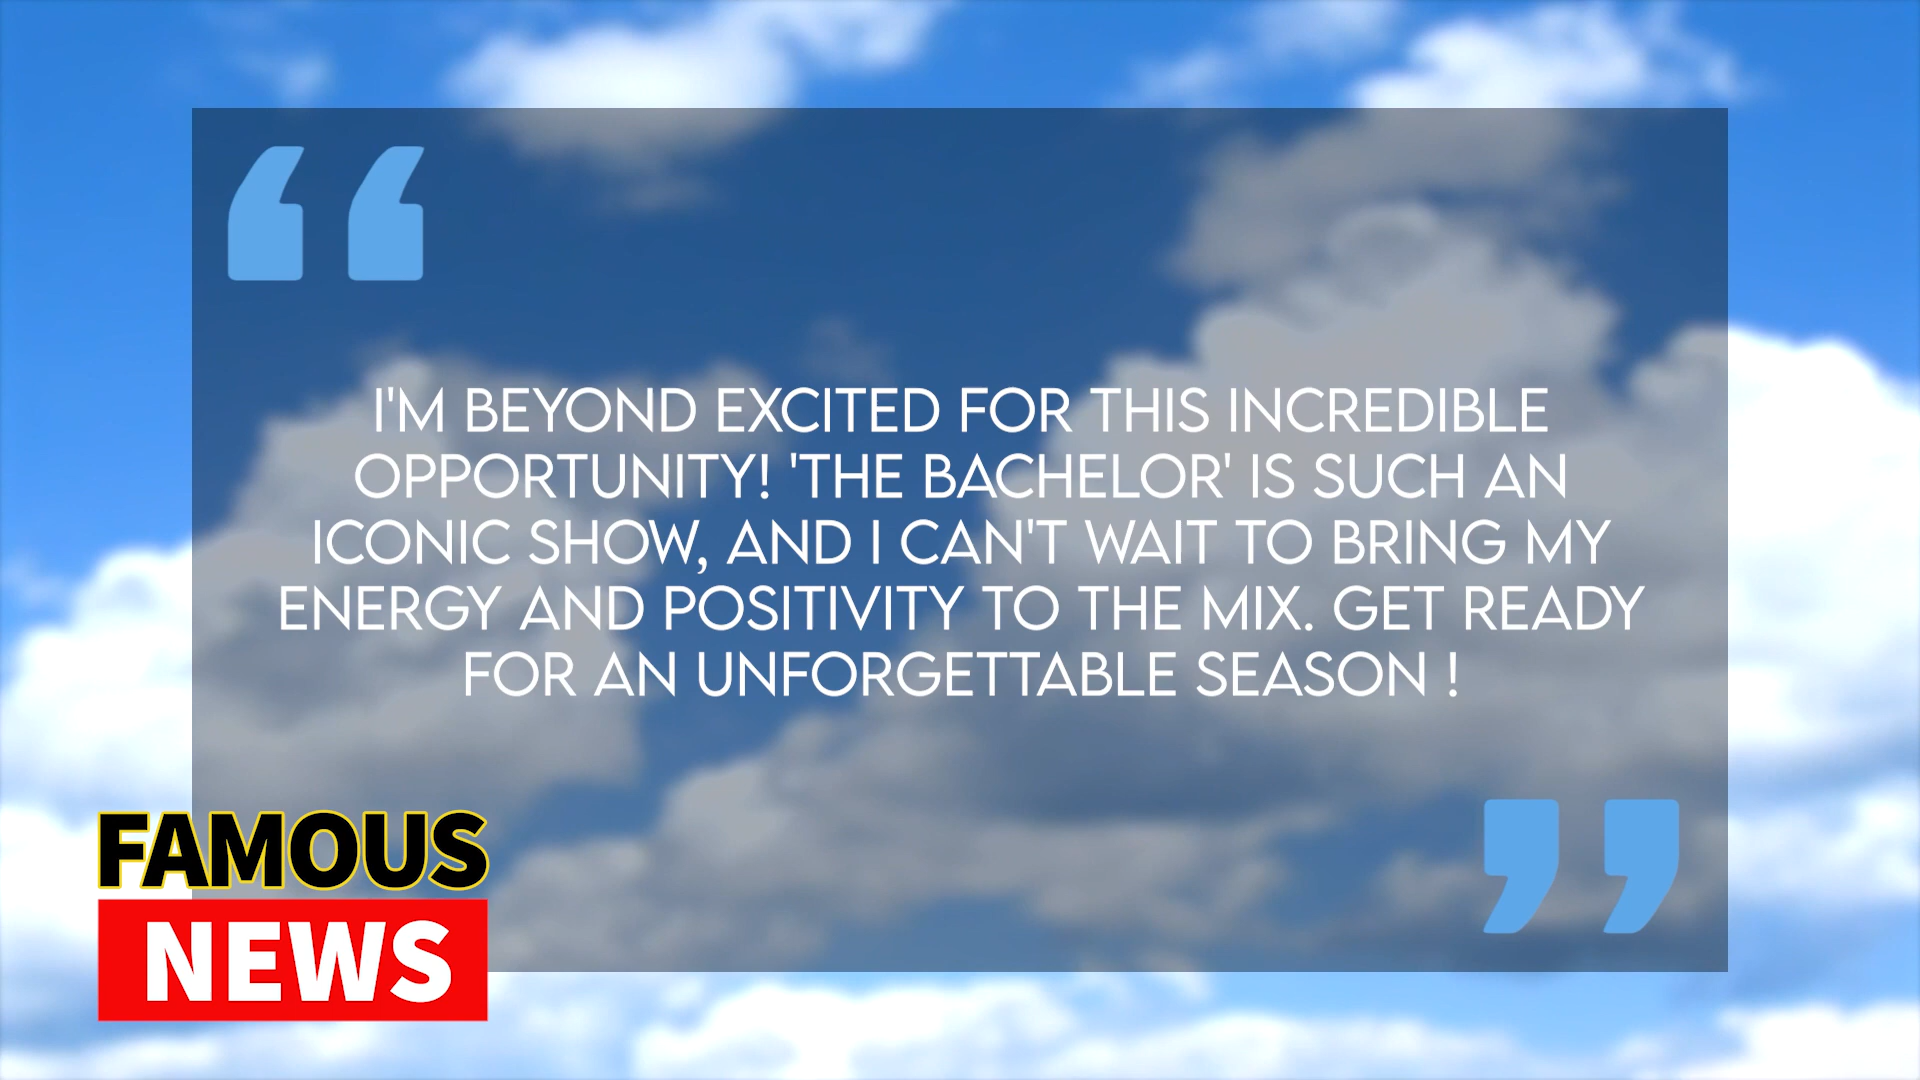 I'M BEYOND EXCITED FOR THIS INCREDIBLE
OPPORTUNITY! 'THE BACHELOR' IS SUCH AN
ICONIC SHOW, AND I CAN'T WAIT TO BRING MY
ENERGY AND POSITIVITY TO THE MIX. GET READY
FOR AN UNFORGETTABLE SEASON !
FAMOUS
NEWS